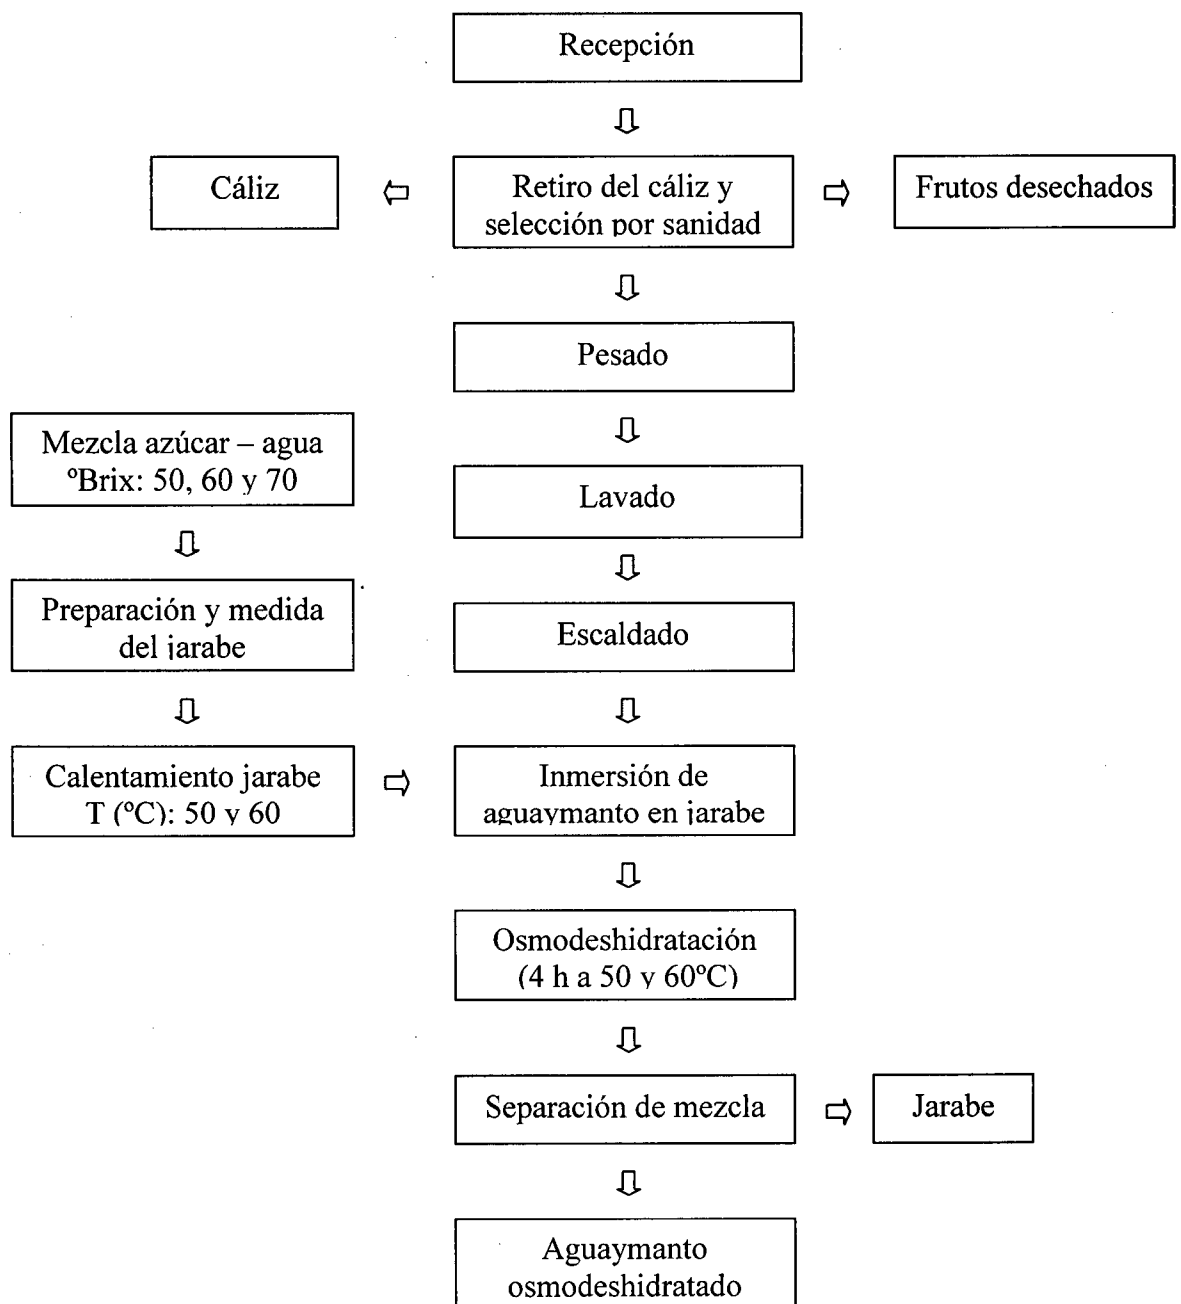 Recepción
Cáliz
Retiro del cáliz y
selección por sanidad
Frutos desechados
Pesado
Mezcla azúcar – agua
ºBrix: 50, 60 y 70
Lavado
Preparación y medida
del jarabe
Escaldado
Calentamiento jarabe
T (ºC): 50 y 60
Inmersión de
aguaymanto en jarabe
Osmodeshidratación
(4 h a 50 y 60ºC)
Separación de mezcla
Jarabe
Aguaymanto
osmodeshidratado